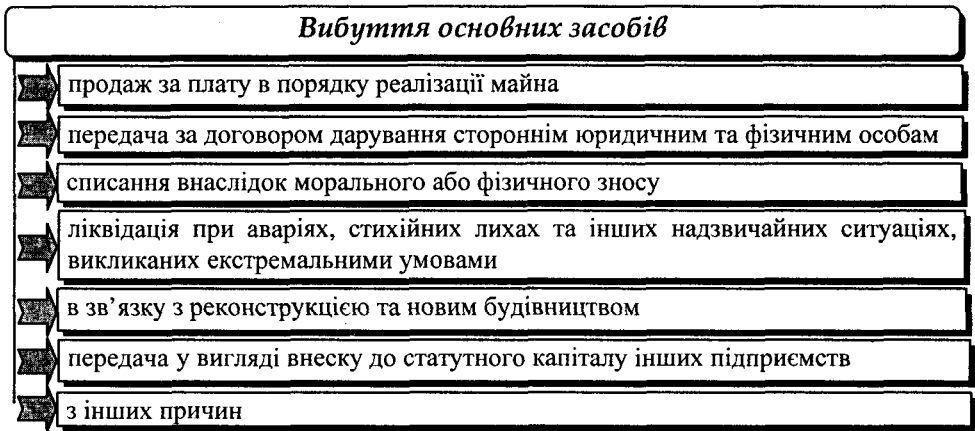 Вибуття основних засобів
продаж за плату в порядку реалізації майна
передача за договором дарування стороннім юридичним та фізичним особам
списання внаслідок морального або фізичного зносу
ліквідація при аваріях, стихійних лихах та інших надзвичайних ситуаціях,
викликаних екстремальними умовами
в зв'язку з реконструкцією та новим будівництвом
передача у вигляді внеску до статутного капіталу інших підприємств
з інших причин